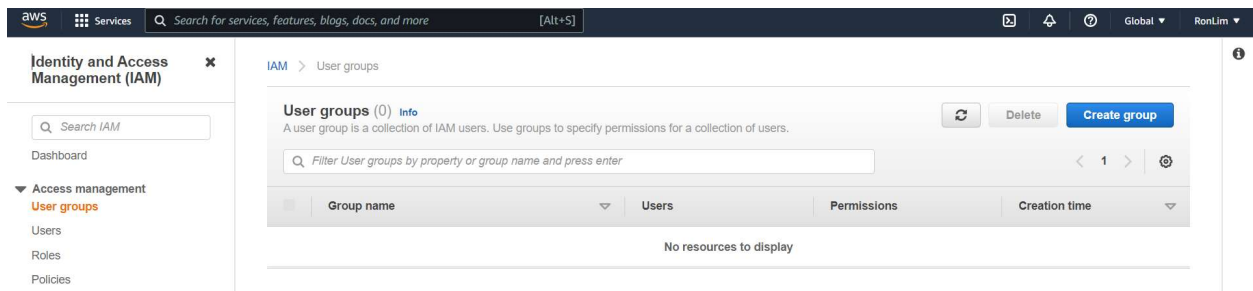 aws Services Search for services, features, blogs, docs, and more [Alt+S] Global RonLim
Identity and Access
Management (IAM)
Search IAM
Dashboard
Access management
User groups
Users
Roles
Policies
IAM > User groups
User groups (0) Info
A user group is a collection of IAM users. Use groups to specify permissions for a collection of users.
Delete
Create group
Filter User groups by property or group name and press enter
< 1 >
Group name Users Permissions Creation time
No resources to display